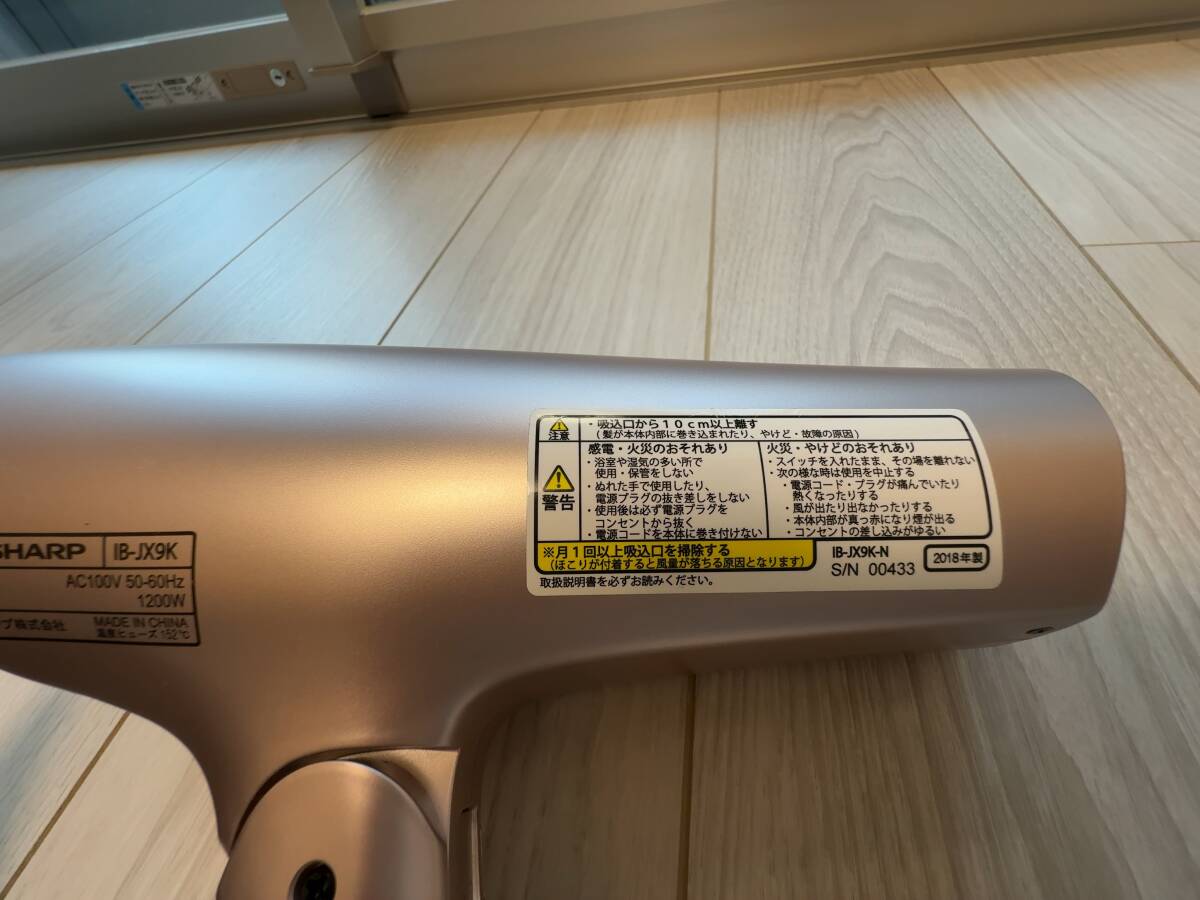 ・吸込口から10cm以上離す
注意
(髪が本体内部に巻き込まれたり、やけど・故障の原因)
警告
感電・火災のおそれあり
・浴室や湿気の多い所で
使用・保管をしない
・ぬれた手で使用したり、
電源プラグの抜き差しをしない
・使用後は必ず電源プラグを
コンセントから抜く
・電源コードを本体に巻き付けない
火災・やけどのおそれあり
・スイッチを入れたまま、その場を離れない
・次の様な時は使用を中止する
・電源コード・プラグが痛んでいたり
熱くなったりする
・風が出たり出なかったりする
・本体内部が真っ赤になり煙が出る
・コンセントの差し込みがゆるい
※月1回以上吸込口を掃除する
(ほこりが付着すると風量が落ちる原因となります)
取扱説明書を必ずお読みください。
IB-JX9K-N
S/N 00433
2018年製
SHARP
IB-JX9K
AC100V 50-60Hz
1200W
プ株式会社
MADE IN CHINA
温度ヒューズ152℃